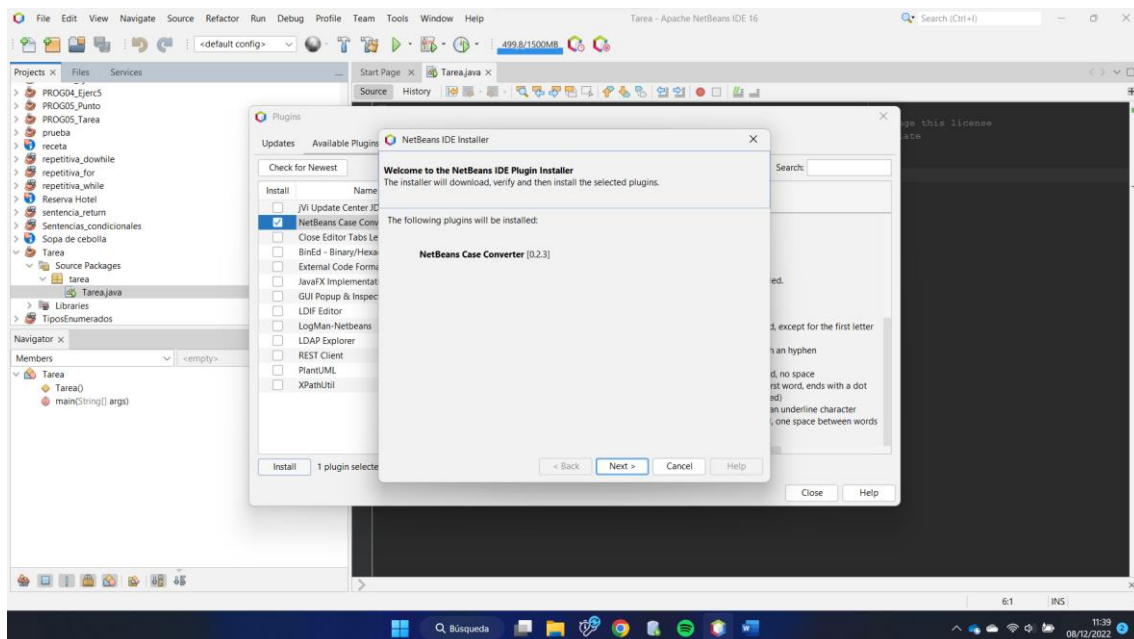 File Edit View Navigate Source Refactor Run Debug Profile Team Tools Window Help
Tarea - Apache NetBeans IDE 16
Search (Ctrl+I)
<default config>
499,8/1500MB
Projects
Files
Services
PROG04_Ejerc5
PROG05_Punto
PROG05_Tarea
prueba
receta
repetitiva_dowhile
repetitiva_for
repetitiva_while
Reserva Hotel
sentencia_return
Sentencias_condicionales
Sopa de cebolla
Tarea
Source Packages
tarea
Tarea.java
Libraries
TiposEnumerados
Navigator
Members
<empty>
Tarea
Tarea()
main(String[] args)
Start Page
Tarea.java
Source
History
this license
Plugins
Updates
Available Plugins
Check for Newest
Search:
Install
Name
jVi Update Center JD
NetBeans Case Conv
Close Editor Tabs Le
BinEd - Binary/Hexa
External Code Forma
JavaFX Implementat
GUI Popup & Inspec
LDIF Editor
LogMan-Netbeans
LDAP Explorer
REST Client
PlantUML
XPathUtil
ied.
d, except for the first letter
h an hyphen
d, no space
rst word, ends with a dot
ed)
an underline character
, one space between words
Install
1 plugin selecte
Close
Help
NetBeans IDE Installer
Welcome to the NetBeans IDE Plugin Installer
The installer will download, verify and then install the selected plugins.
The following plugins will be installed:
NetBeans Case Converter [0.2.3]
< Back
Next >
Cancel
Help
6:1
INS
Búsqueda
11:39
08/12/2022
2